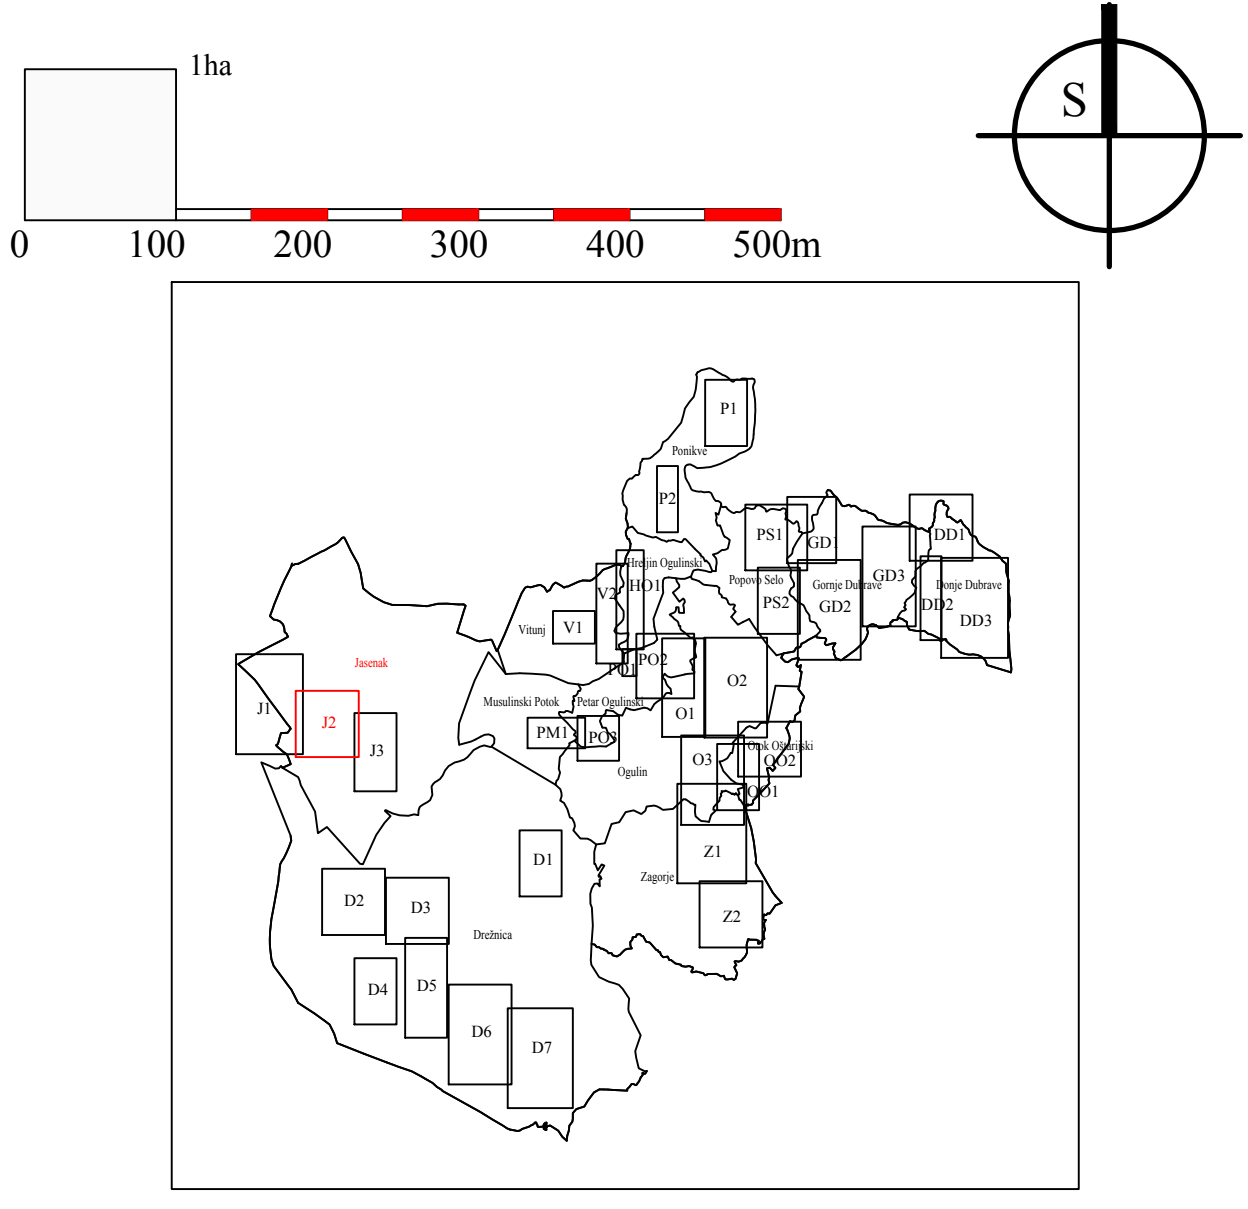 1ha
S
0 100 200 300 400 500m
P1
Ponikve
P2
PS1
GD1
DD1
Hreljin Ogulinski
Popovo Selo
Gornje Dubrave
GD3
Donje Dubrave
V2
HO1
PS2
GD2
DD2
DD3
Vitunj
V1
Jasenak
PO1
PO2
O2
Musulinski Potok
Petar Ogulinski
J1
J2
O1
J3
PM1
PO3
Otok Oštarijski
O3
OO2
Ogulin
OO1
D1
Z1
Zagorje
D2
D3
Z2
Drežnica
D4
D5
D6
D7